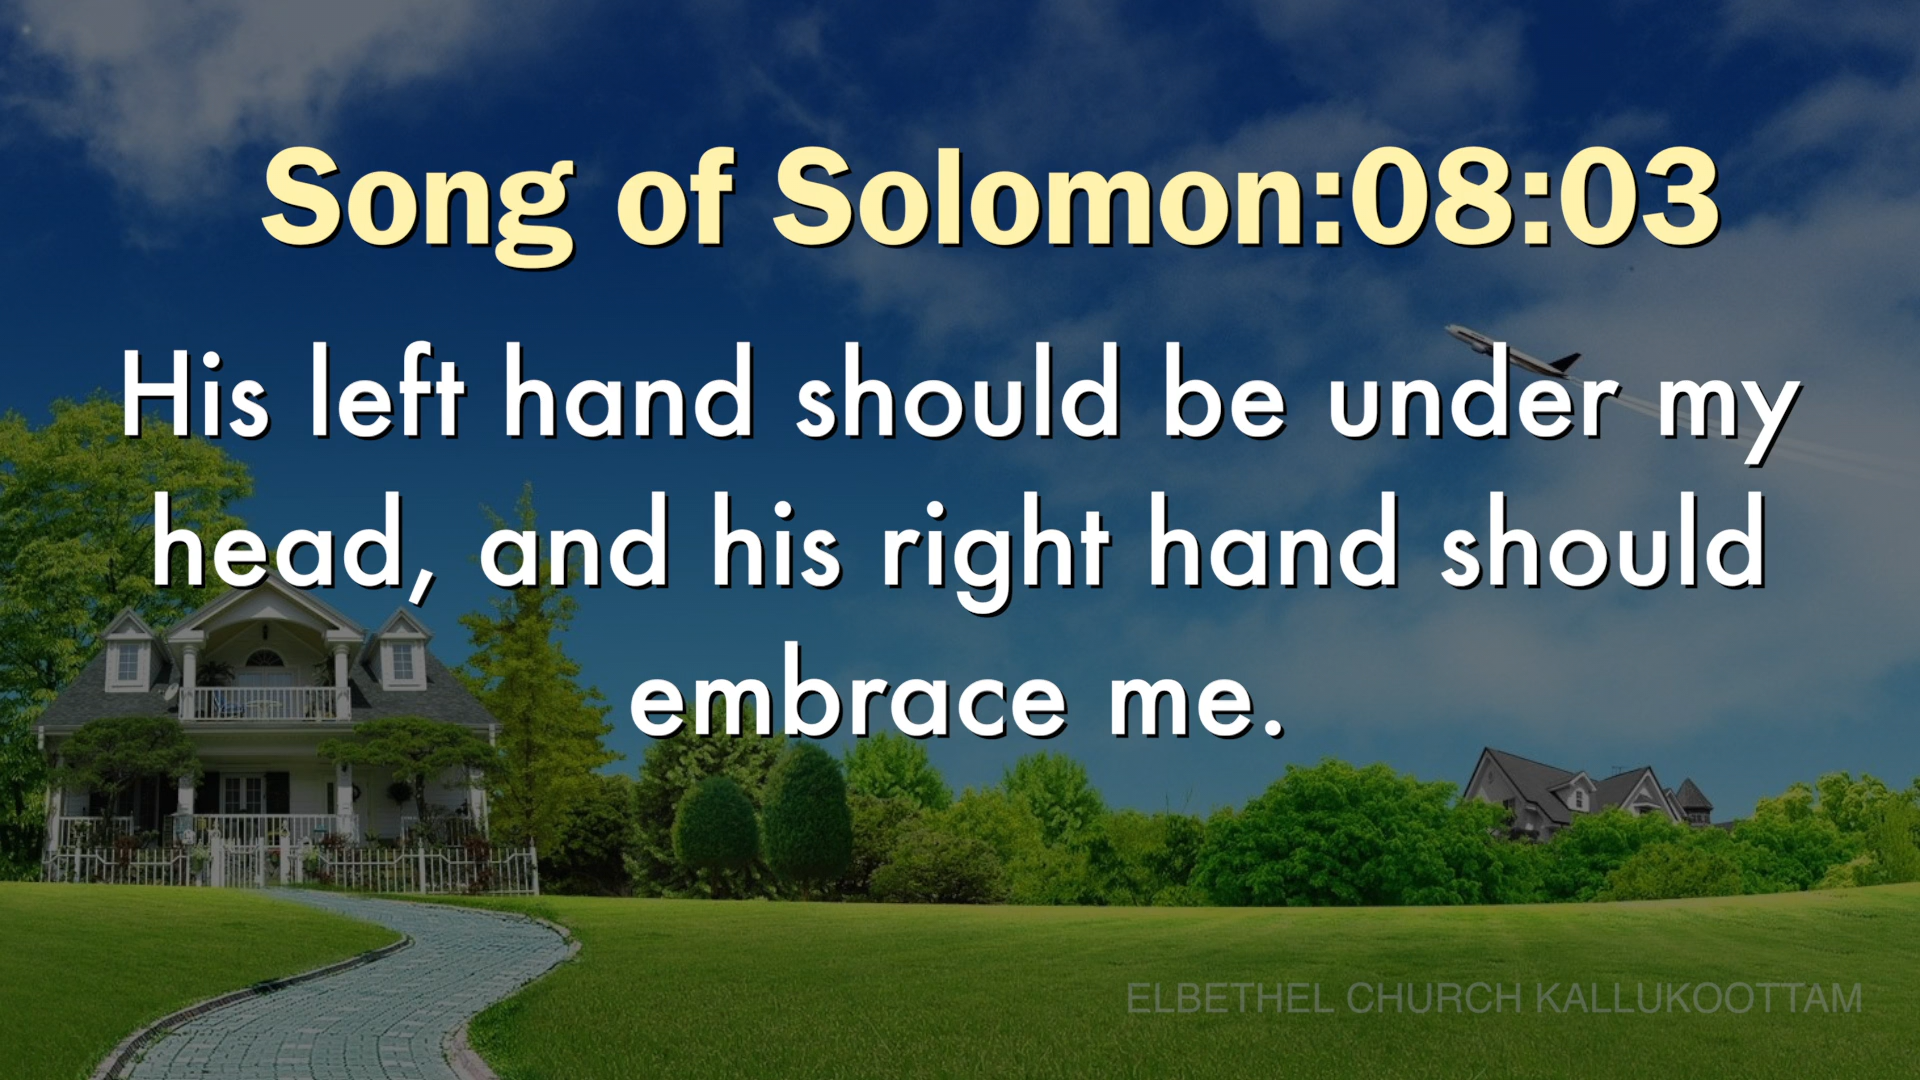 Song of Solomon:08:03
His left hand should be under my
head, and his right hand should
embrace me.
ELBETHEL CHURCH KALLUKOOTTAM